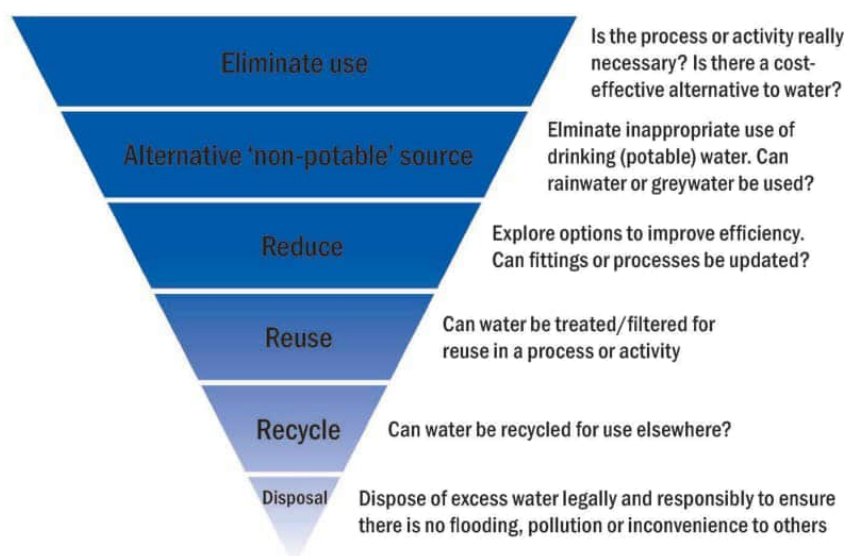 Eliminate use
Is the process or activity really
necessary? Is there a cost-
effective alternative to water?
Alternative ‘non-potable’ source
Elminate inappropriate use of
drinking (potable) water. Can
rainwater or greywater be used?
Reduce
Explore options to improve efficiency.
Can fittings or processes be updated?
Reuse
Can water be treated/filtered for
reuse in a process or activity
Recycle
Can water be recycled for use elsewhere?
Disposal
Dispose of excess water legally and responsibly to ensure
there is no flooding, pollution or inconvenience to others